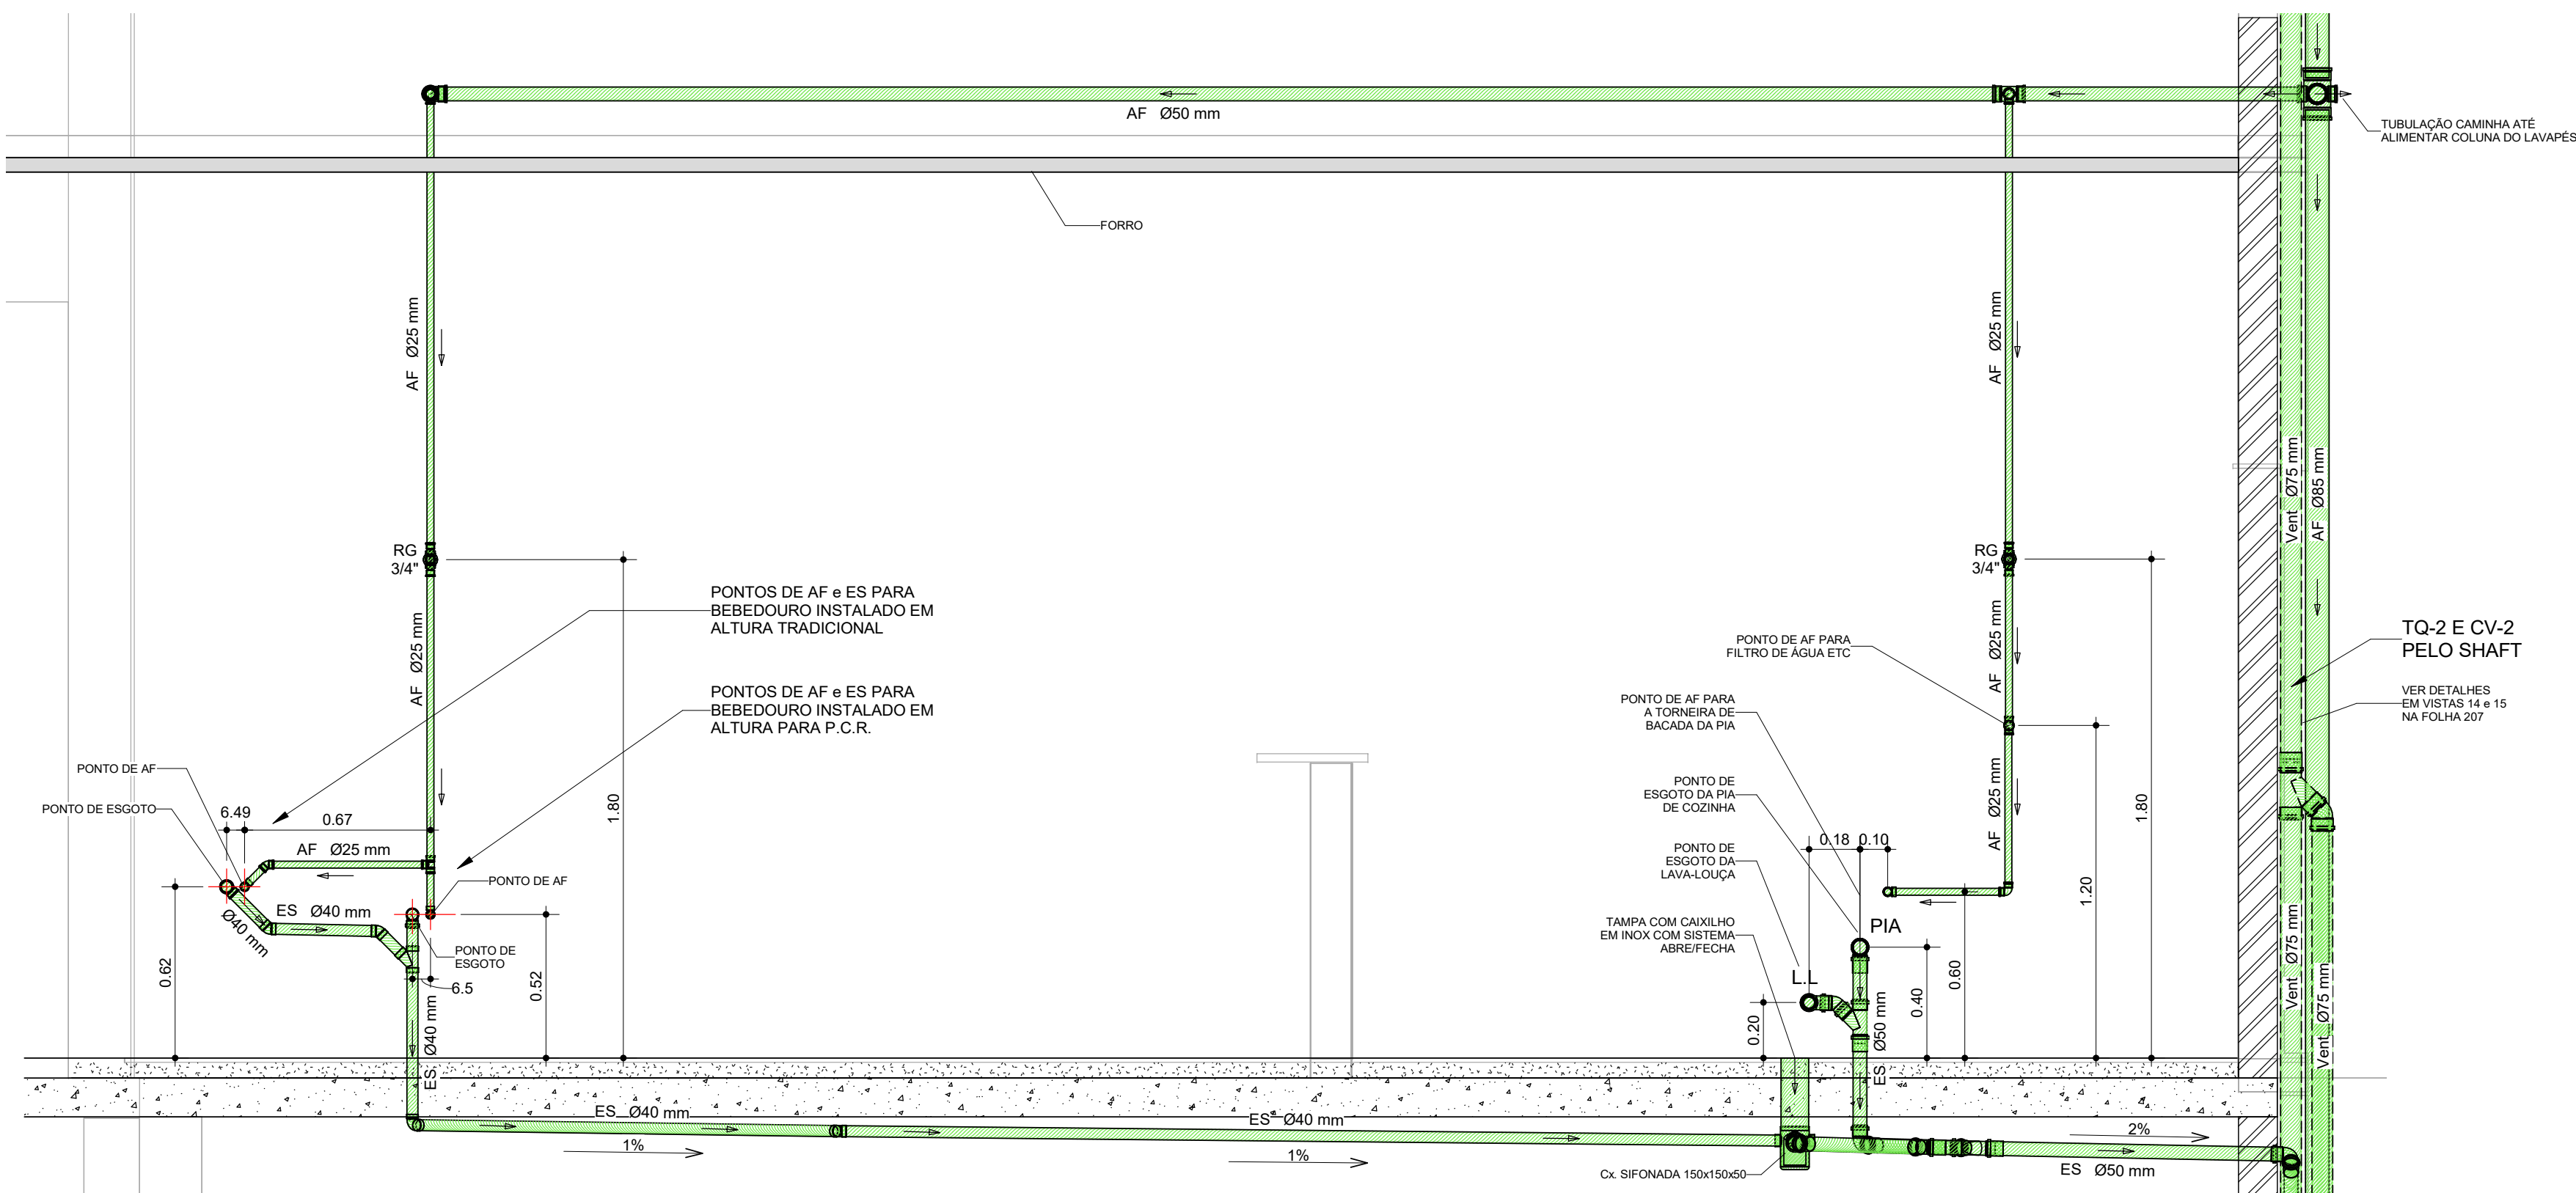 AF Ø50 mm
TUBULAÇÃO CAMINHA ATÉ
ALIMENTAR COLUNA DO LAVAPÉS
FORRO
AF Ø25 mm
AF Ø25 mm
Vent Ø75 mm
AF Ø85 mm
RG
3/4"
RG
3/4"
PONTOS DE AF e ES PARA
BEBEDOURO INSTALADO EM
ALTURA TRADICIONAL
AF Ø25 mm
AF Ø25 mm
PONTO DE AF PARA
FILTRO DE ÁGUA ETC
TQ-2 E CV-2
PELO SHAFT
PONTOS DE AF e ES PARA
BEBEDOURO INSTALADO EM
ALTURA PARA P.C.R.
PONTO DE AF PARA
A TORNEIRA DE
BACADA DA PIA
VER DETALHES
EM VISTAS 14 e 15
NA FOLHA 207
PONTO DE AF
PONTO DE ESGOTO
6.49
0.67
1.80
PONTO DE
ESGOTO DA PIA
DE COZINHA
AF Ø25 mm
1.80
AF Ø25 mm
0.18
0.10
PONTO DE
ESGOTO DA
LAVA-LOUÇA
1.20
PONTO DE AF
ES Ø40 mm
Ø40 mm
PONTO DE
ESGOTO
TAMPA COM CAIXILHO
EM INOX COM SISTEMA
ABRE/FECHA
PIA
0.62
6.5
0.52
L.L
0.60
0.40
0.20
Vent Ø75 mm
Vent Ø75 mm
ES Ø40 mm
ES Ø50 mm
ES Ø40 mm
ES Ø40 mm
1%
1%
2%
ES Ø50 mm
Cx. SIFONADA 150x150x50